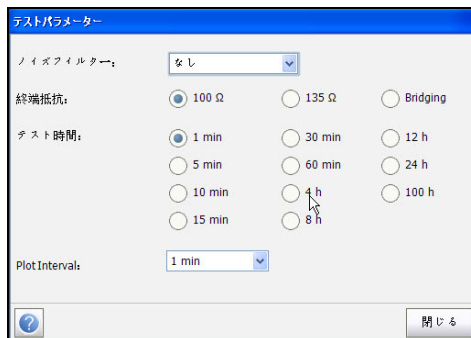 テストパラメーター
ノイズフィルター: なし
終端抵抗: 100 Ω 135 Ω Bridging
テスト時間: 1 min 30 min 12 h
5 min 60 min 24 h
10 min 4 h 100 h
15 min 8 h
Plot Interval: 1 min
? 閉じる